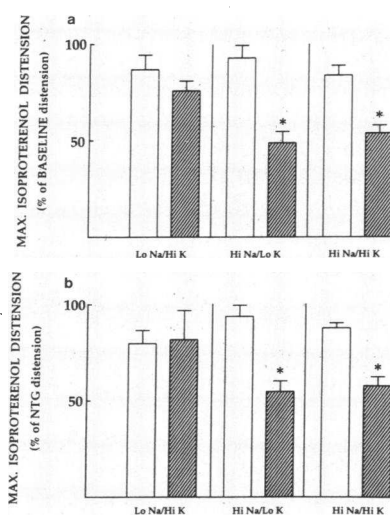 a
100
50
MAX. ISOPROTERENOL DISTENSION
(% of BASELINE distension)
*
*
Lo Na/Hi K
Hi Na/Lo K
Hi Na/Hi K
b
100
50
MAX. ISOPROTERENOL DISTENSION
(% of NTG distension)
*
*
Lo Na/Hi K
Hi Na/Lo K
Hi Na/Hi K